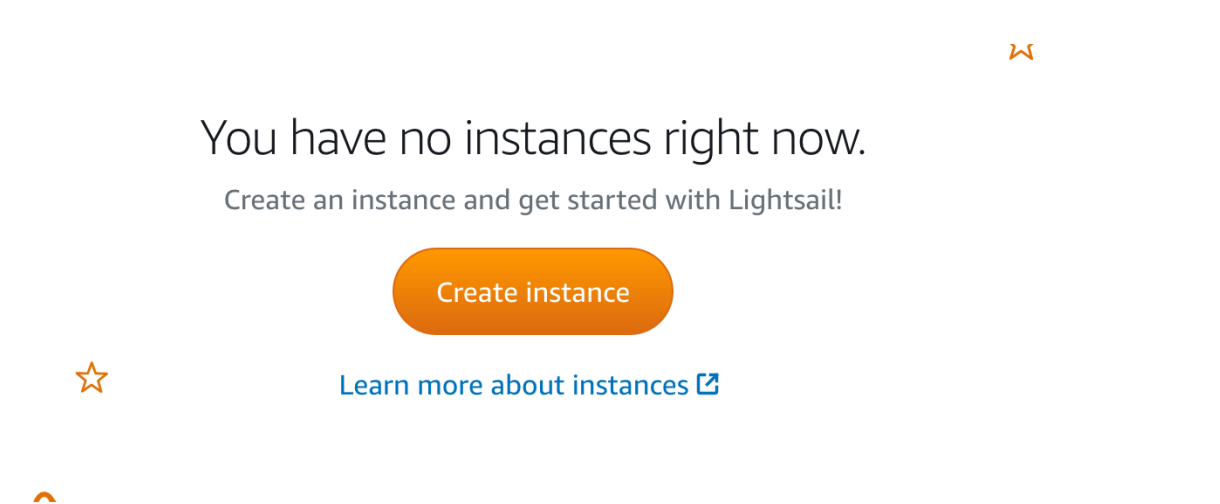 You have no instances right now.
Create an instance and get started with Lightsail!
Create instance
Learn more about instances